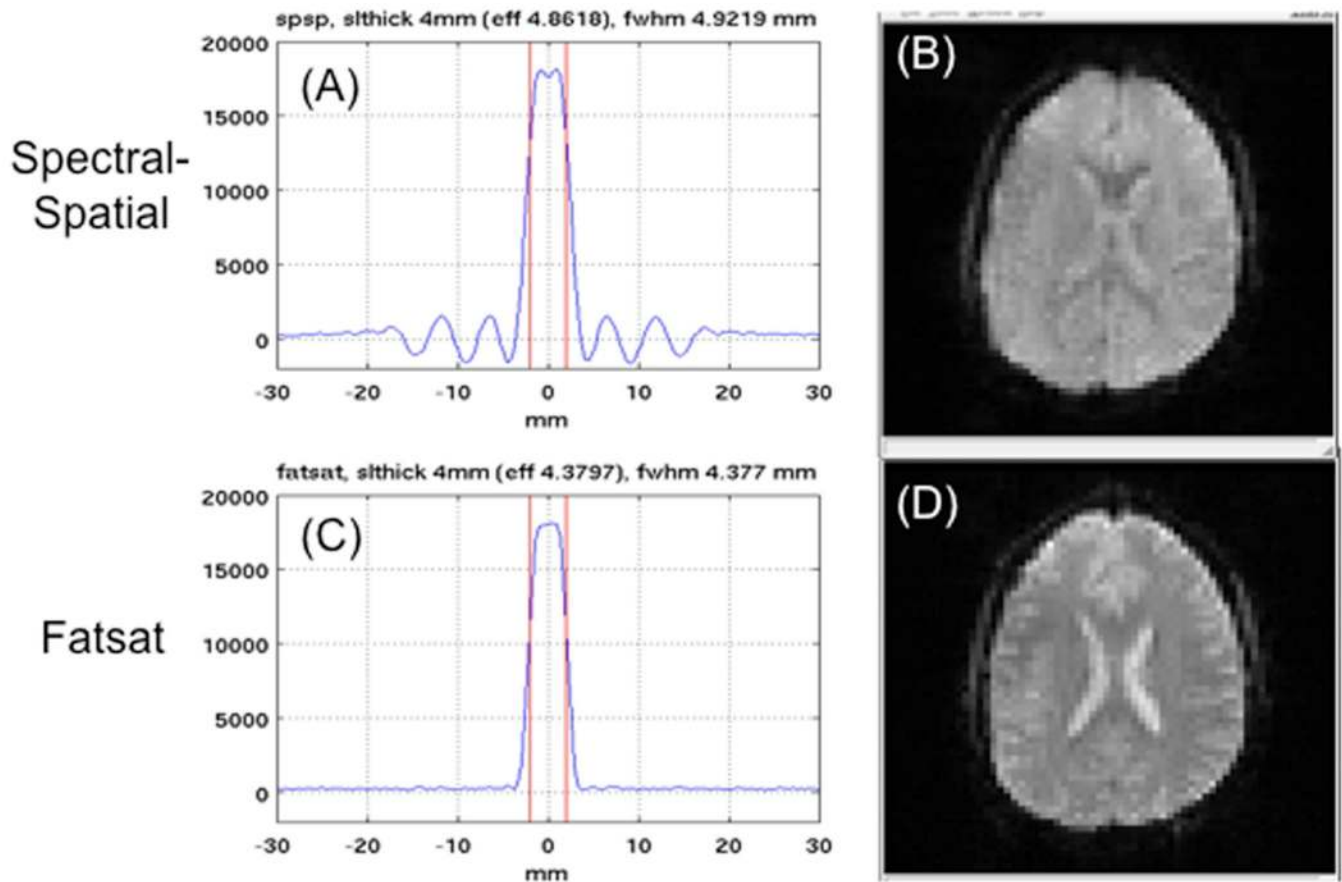 spsp, slthick 4mm (eff 4.8618), fwhm 4.9219 mm
(A)
20000
15000
10000
5000
0
-30 -20 -10 0 10 20 30
mm
Spectral-
Spatial
(B)
fatsat, slthick 4mm (eff 4.3797), fwhm 4.377 mm
(C)
20000
15000
10000
5000
0
-30 -20 -10 0 10 20 30
mm
Fatsat
(D)